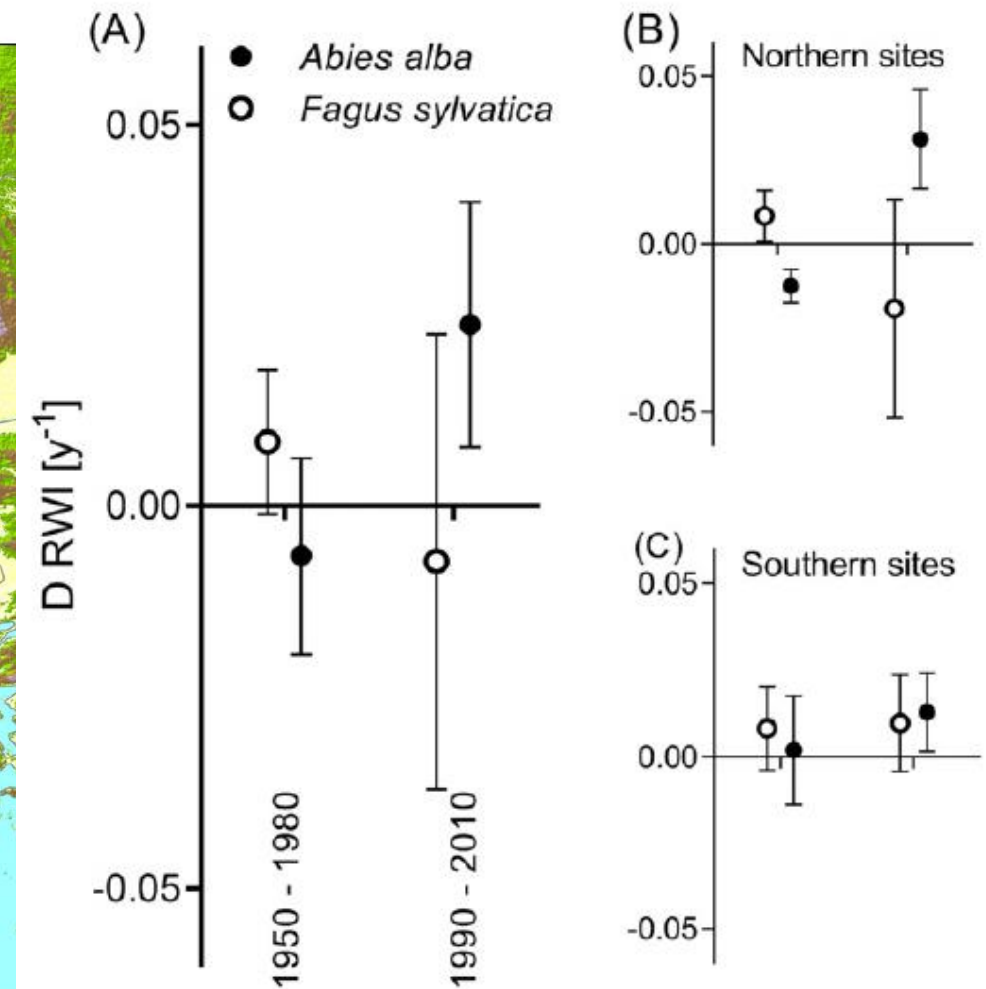 (A)
Abies alba
Fagus sylvatica
0.05
0.00
-0.05
D RWI [y-1]
1950 - 1980
1990 - 2010
(B)
Northern sites
0.05
0.00
-0.05
(C)
Southern sites
0.05
0.00
-0.05